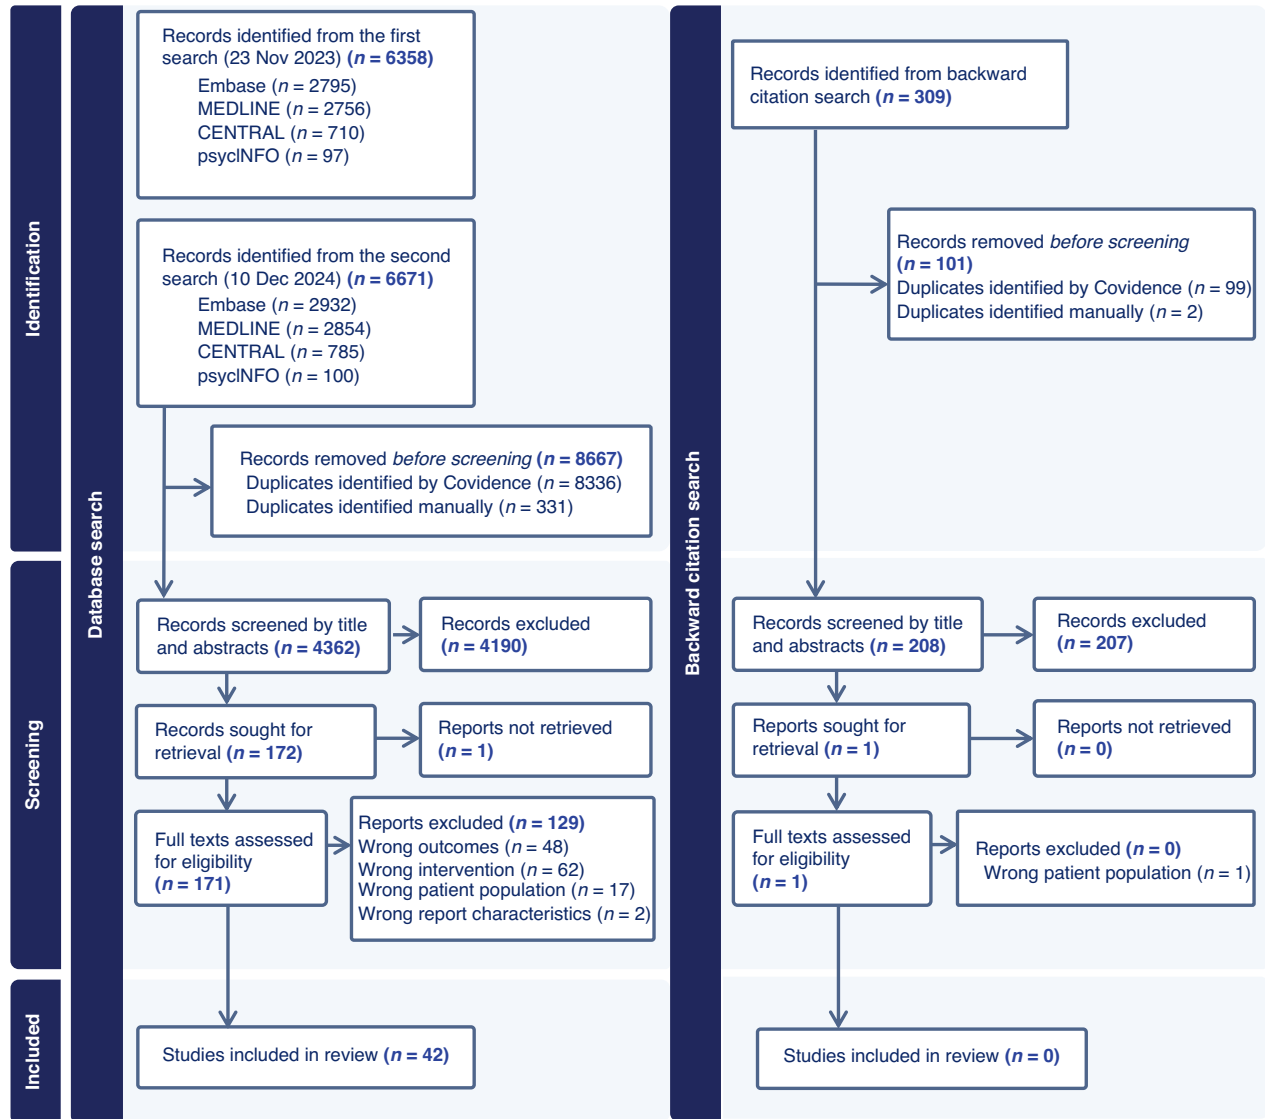 Identification
Database search
Records identified from the first
search (23 Nov 2023) (n = 6358)
Embase (n = 2795)
MEDLINE (n = 2756)
CENTRAL (n = 710)
psycINFO (n = 97)
Records identified from the second
search (10 Dec 2024) (n = 6671)
Embase (n = 2932)
MEDLINE (n = 2854)
CENTRAL (n = 785)
psycINFO (n = 100)
Records removed before screening (n = 8667)
Duplicates identified by Covidence (n = 8336)
Duplicates identified manually (n = 331)
Backward citation search
Records identified from backward
citation search (n = 309)
Records removed before screening
(n = 101)
Duplicates identified by Covidence (n = 99)
Duplicates identified manually (n = 2)
Screening
Records screened by title
and abstracts (n = 4362)
Records excluded
(n = 4190)
Records sought for
retrieval (n = 172)
Reports not retrieved
(n = 1)
Full texts assessed
for eligibility
(n = 171)
Reports excluded (n = 129)
Wrong outcomes (n = 48)
Wrong intervention (n = 62)
Wrong patient population (n = 17)
Wrong report characteristics (n = 2)
Records screened by title
and abstracts (n = 208)
Records excluded
(n = 207)
Reports sought for
retrieval (n = 1)
Reports not retrieved
(n = 0)
Full texts assessed
for eligibility
(n = 1)
Reports excluded (n = 0)
Wrong patient population (n = 1)
Included
Studies included in review (n = 42)
Studies included in review (n = 0)